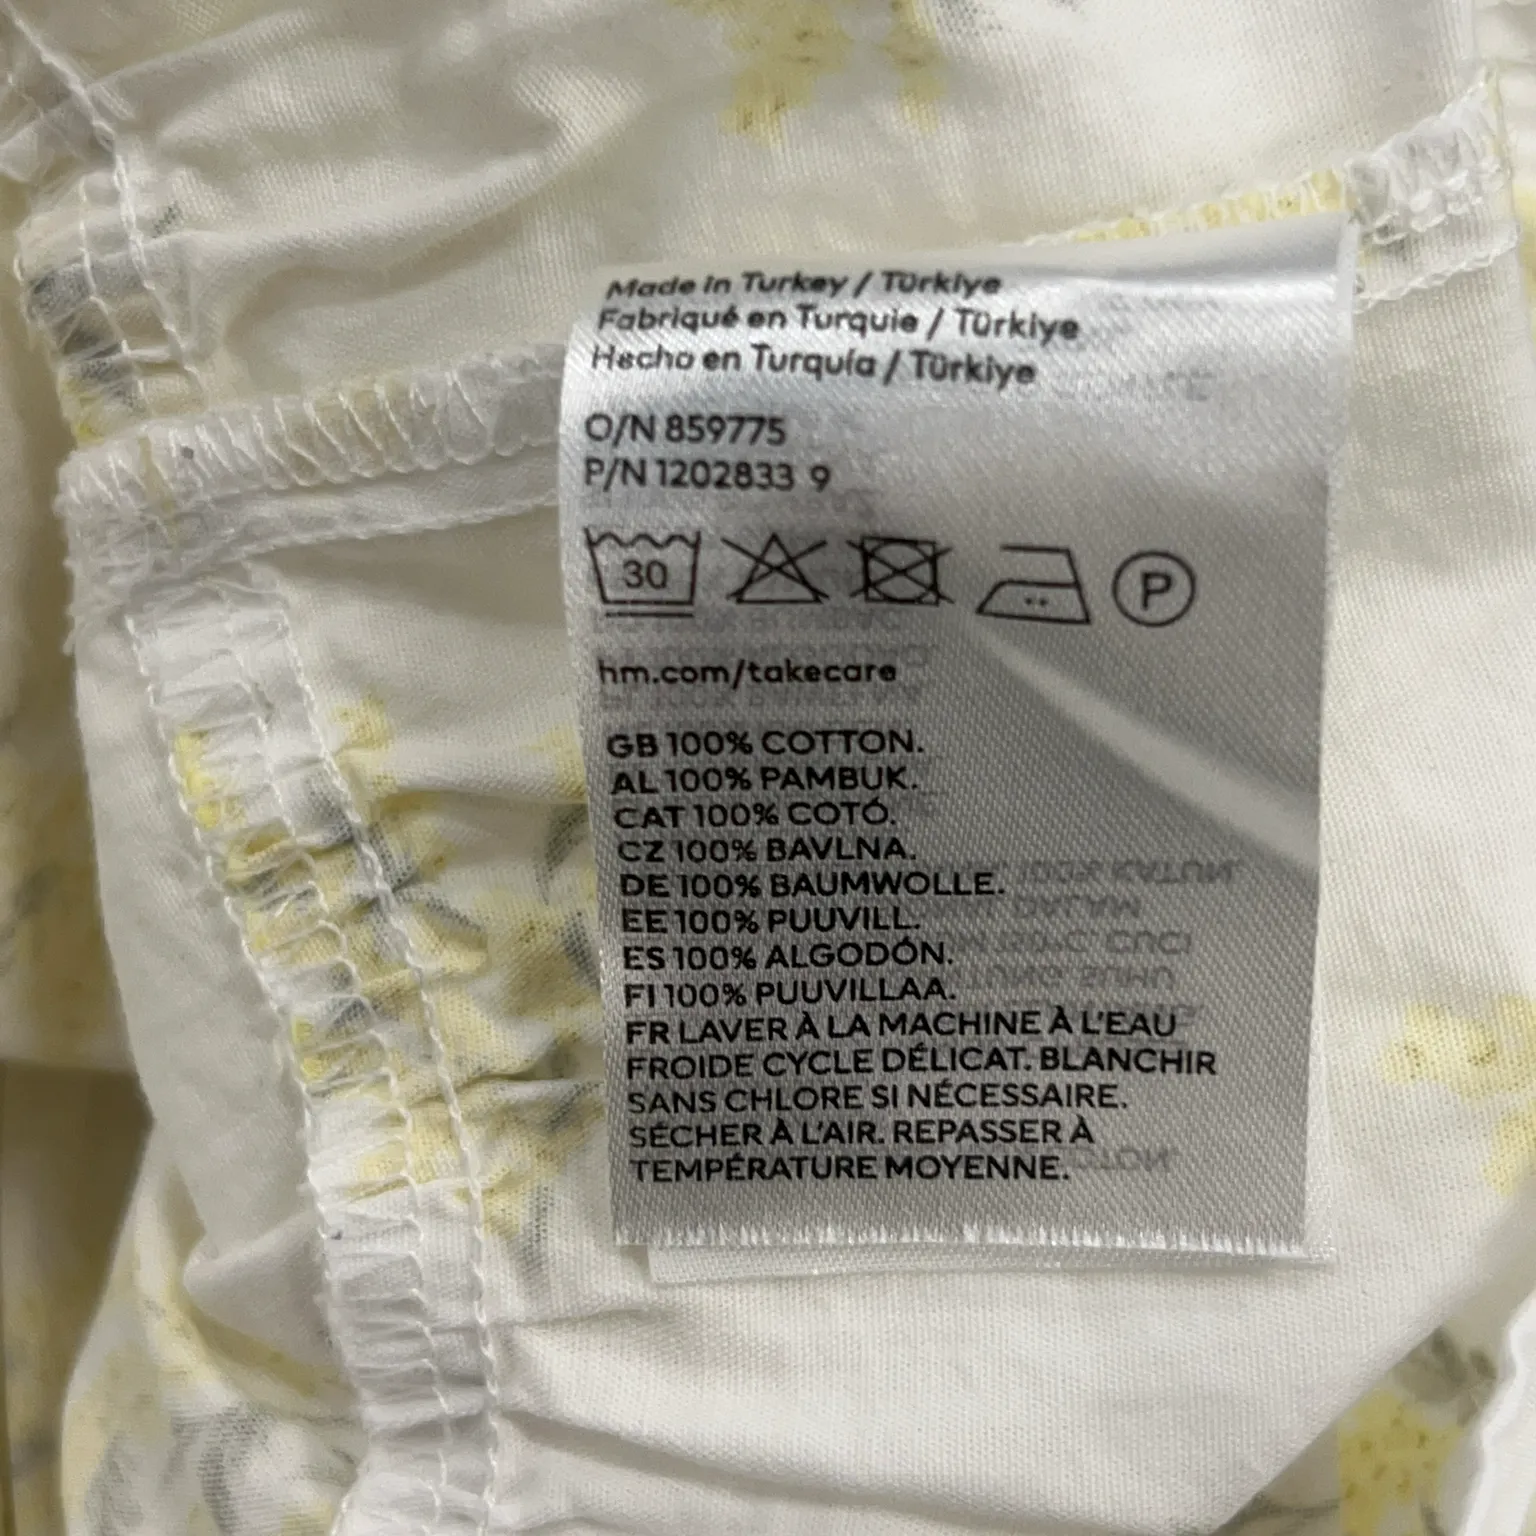 Made in Turkey / Türkiye
Fabriqué en Turquie / Türkiye
Hecho en Turquía / Türkiye
O/N 859775
P/N 1202833 9
30 P
hm.com/takecare
GB 100% COTTON.
AL 100% PAMBUK.
CAT 100% COTÓ.
CZ 100% BAVLNA.
DE 100% BAUMWOLLE.
EE 100% PUUVILL.
ES 100% ALGODÓN.
FI 100% PUUVILLAA.
FR LAVER À LA MACHINE À L'EAU
FROIDE CYCLE DÉLICAT. BLANCHIR
SANS CHLORE SI NÉCESSAIRE.
SÉCHER À L'AIR. REPASSER À
TEMPÉRATURE MOYENNE.